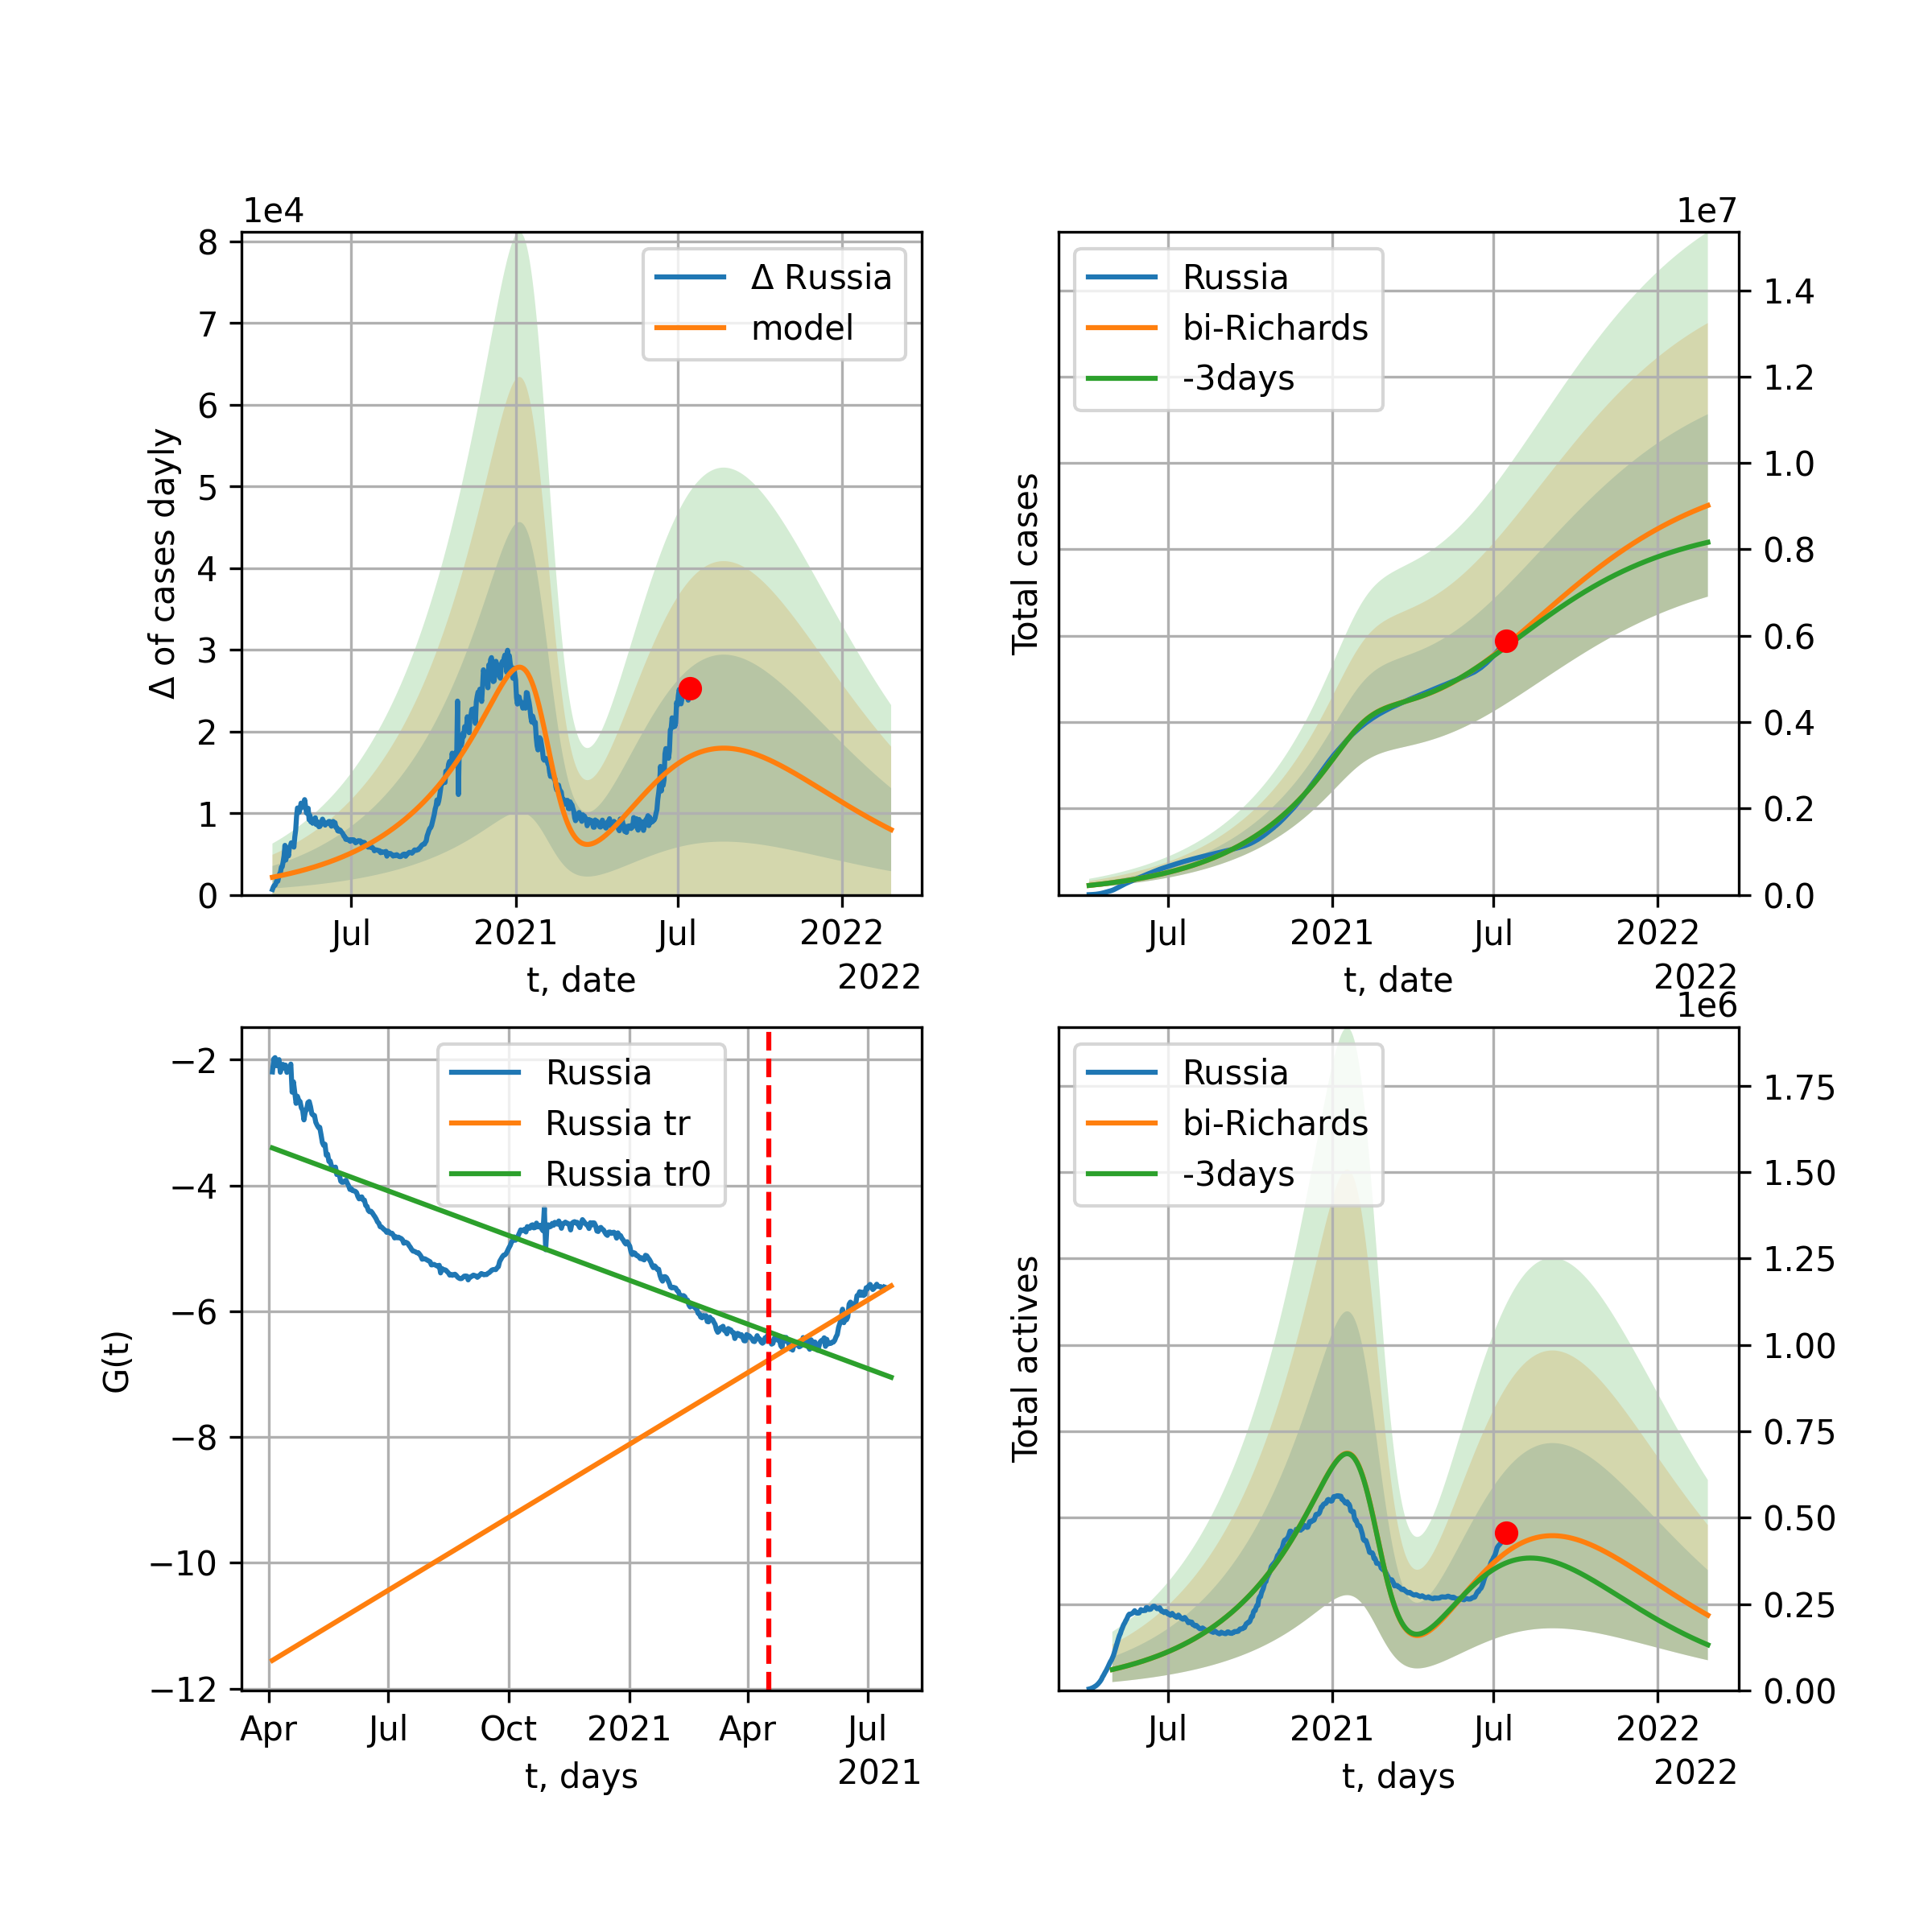 1e4
8
7
6
5
4
3
2
1
0
Δ of cases dayly
Δ Russia
model
Jul
2021
Jul
2022
t, date
2022
1e7
Total cases
Russia
bi-Richards
-3days
1.4
1.2
1.0
0.8
0.6
0.4
0.2
0.0
Jul
2021
Jul
2022
t, date
2022
−2
−4
−6
−8
−10
−12
G(t)
Russia
Russia tr
Russia tr0
Apr
Jul
Oct
2021
Apr
Jul
t, days
2021
1e6
Total actives
Russia
bi-Richards
-3days
1.75
1.50
1.25
1.00
0.75
0.50
0.25
0.00
Jul
2021
Jul
2022
t, days
2022